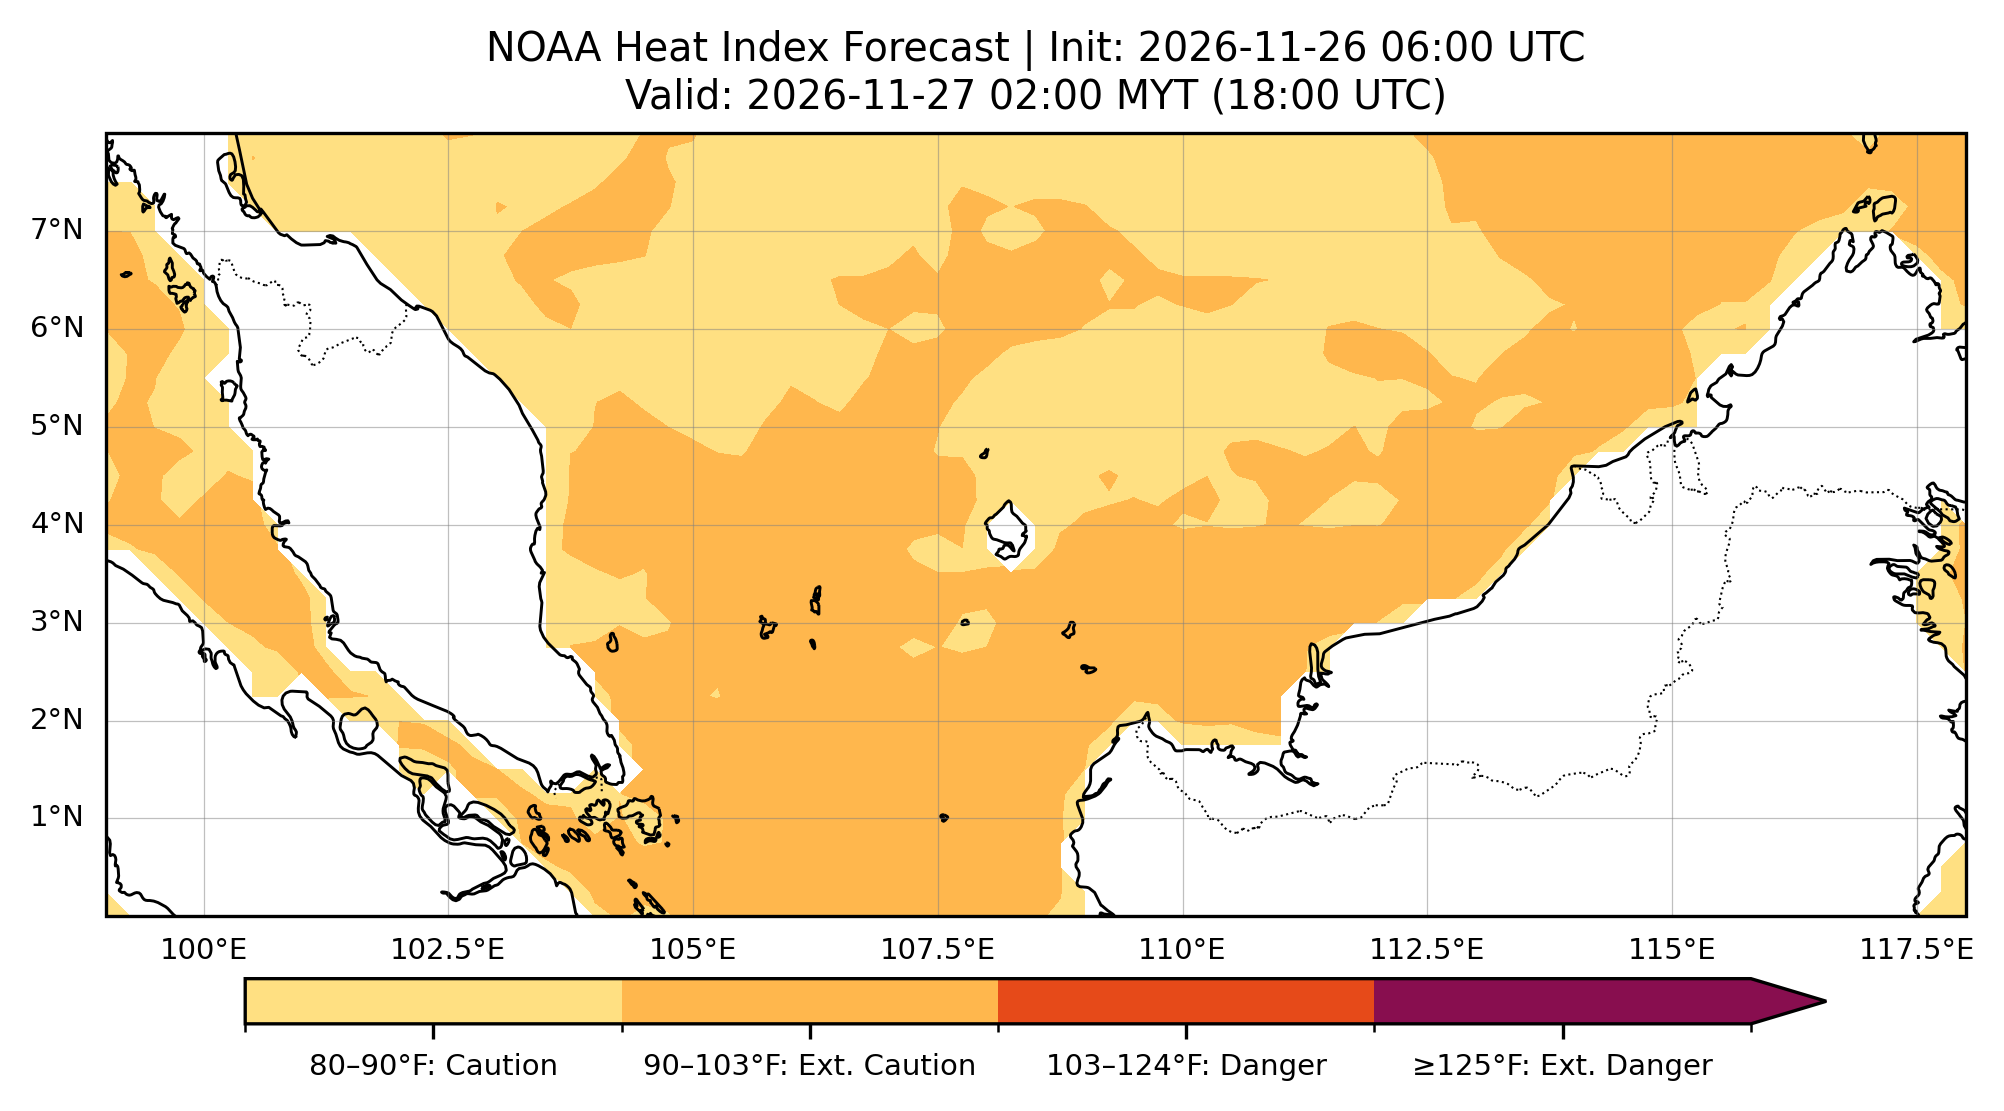 NOAA Heat Index Forecast | Init: 2026-11-26 06:00 UTC
Valid: 2026-11-27 02:00 MYT (18:00 UTC)
7°N
6°N
5°N
4°N
3°N
2°N
1°N
100°E
102.5°E
105°E
107.5°E
110°E
112.5°E
115°E
117.5°E
80–90°F: Caution
90–103°F: Ext. Caution
103–124°F: Danger
≥125°F: Ext. Danger